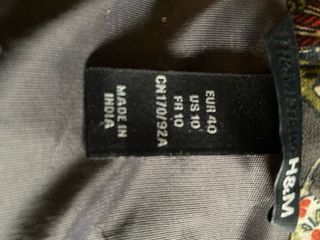 EUR 40
US 10
FR 10
CN170/92A
MADE IN
INDIA
H&M